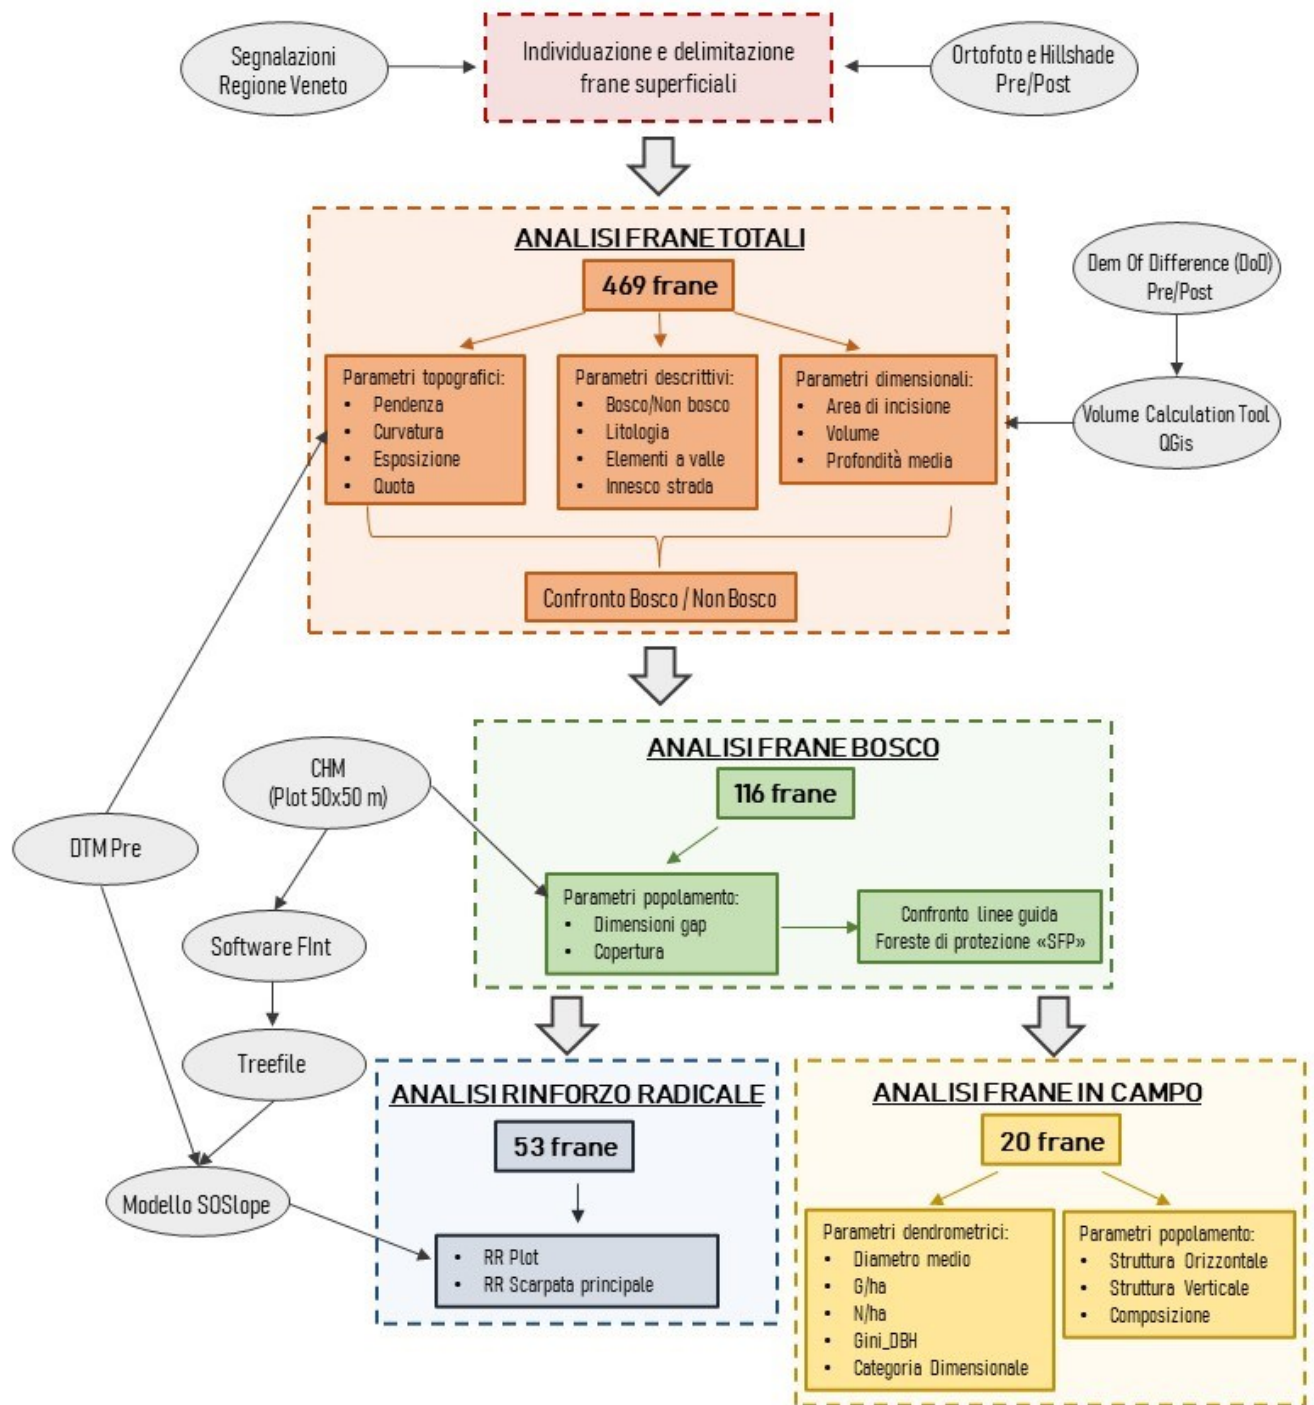 Segnalazioni
Regione Veneto
Individuazione e delimitazione
frane superficiali
Ortofoto e Hillshade
Pre/Post
ANALISI FRANE TOTALI
469 frane
Dem Of Difference (DoD)
Pre/Post
Parametri topografici:
• Pendenza
• Curvatura
• Esposizione
• Quota
Parametri descrittivi:
• Bosco/Non bosco
• Litologia
• Elementi a valle
• Innesco strada
Parametri dimensionali:
• Area di incisione
• Volume
• Profondità media
Volume Calculation Tool
QGis
Confronto Bosco / Non Bosco
ANALISI FRANE BOSCO
116 frane
CHM
(Plot 50x50 m)
DTM Pre
Parametri popolamento:
• Dimensioni gap
• Copertura
Confronto linee guida
Foreste di protezione «SFP»
Software FInt
Treefile
Modello SOSlope
ANALISI RINFORZO RADICALE
53 frane
• RR Plot
• RR Scarpata principale
ANALISI FRANE IN CAMPO
20 frane
Parametri dendrometrici:
• Diametro medio
• G/ha
• N/ha
• Gini_DBH
• Categoria Dimensionale
Parametri popolamento:
• Struttura Orizzontale
• Struttura Verticale
• Composizione